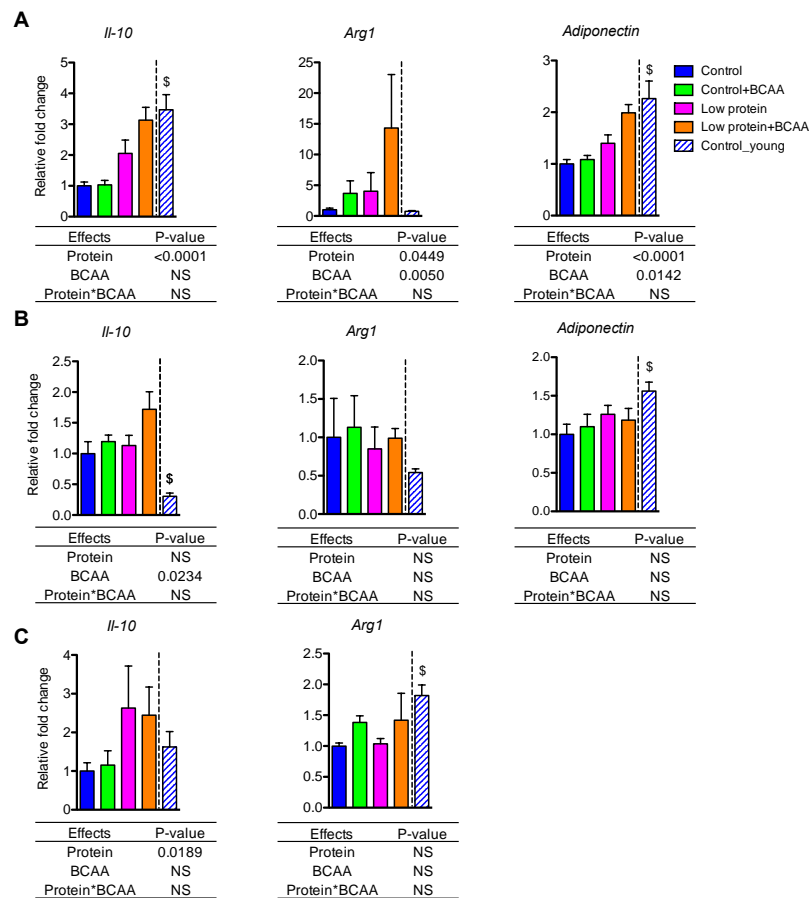 A
Il-10
Arg1
Adiponectin
Relative fold change
5
4
3
2
1
0
$
25
20
15
10
5
0
3
2
1
0
$
Control
Control+BCAA
Low protein
Low protein+BCAA
Control_young
Effects P-value
Protein <0.0001
BCAA NS
Protein*BCAA NS
Effects P-value
Protein 0.0449
BCAA 0.0050
Protein*BCAA NS
Effects P-value
Protein <0.0001
BCAA 0.0142
Protein*BCAA NS
B
Il-10
Arg1
Adiponectin
Relative fold change
2.5
2.0
1.5
1.0
0.5
0.0
$
2.0
1.5
1.0
0.5
0.0
2.0
1.5
1.0
0.5
0.0
$
Effects P-value
Protein NS
BCAA 0.0234
Protein*BCAA NS
Effects P-value
Protein NS
BCAA NS
Protein*BCAA NS
Effects P-value
Protein NS
BCAA NS
Protein*BCAA NS
C
Il-10
Arg1
Relative fold change
4
3
2
1
0
2.5
2.0
1.5
1.0
0.5
0.0
$
Effects P-value
Protein 0.0189
BCAA NS
Protein*BCAA NS
Effects P-value
Protein NS
BCAA NS
Protein*BCAA NS